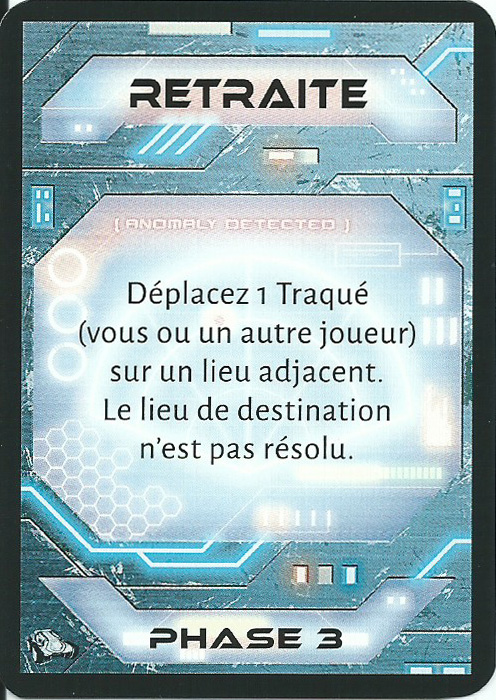 RETRAITE
[ ANOMALY DETECTED ]
Déplacez 1 Traqué
(vous ou un autre joueur)
sur un lieu adjacent.
Le lieu de destination
n'est pas résolu.
PHASE 3